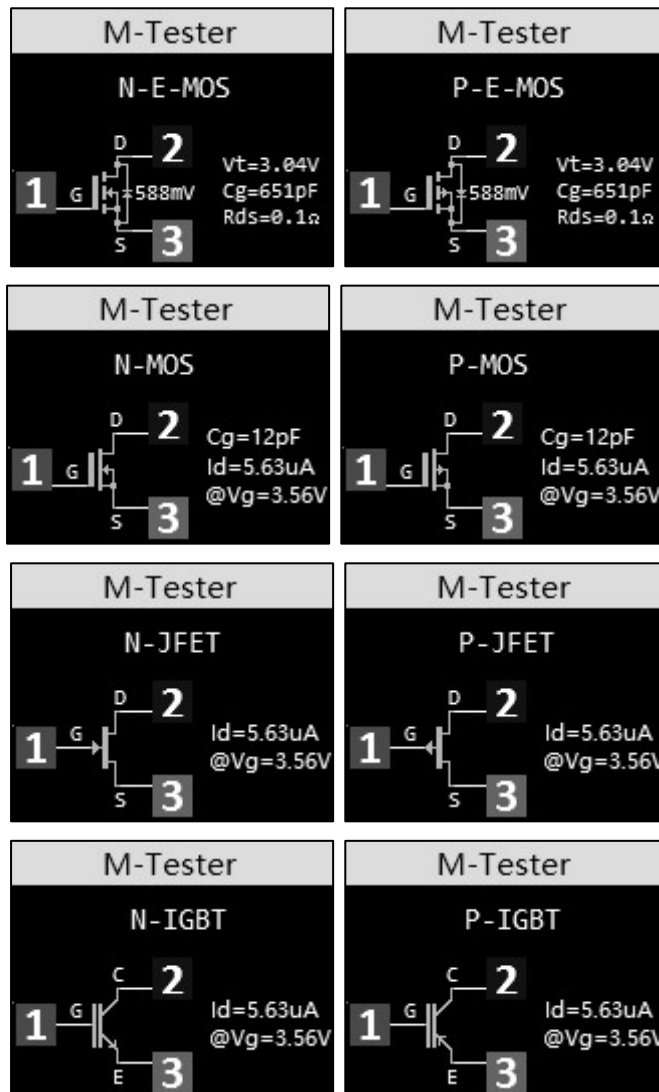 M-Tester
N-E-MOS
D 2
1 G 588mV Vt=3.04V
Cg=651pF
Rds=0.1Ω
S 3
M-Tester
P-E-MOS
D 2
1 G 588mV Vt=3.04V
Cg=651pF
Rds=0.1Ω
S 3
M-Tester
N-MOS
D 2
1 G Cg=12pF
Id=5.63uA
@Vg=3.56V
S 3
M-Tester
P-MOS
D 2
1 G Cg=12pF
Id=5.63uA
@Vg=3.56V
S 3
M-Tester
N-JFET
D 2
1 G Id=5.63uA
@Vg=3.56V
S 3
M-Tester
P-JFET
D 2
1 G Id=5.63uA
@Vg=3.56V
S 3
M-Tester
N-IGBT
C 2
1 G Id=5.63uA
@Vg=3.56V
E 3
M-Tester
P-IGBT
C 2
1 G Id=5.63uA
@Vg=3.56V
E 3